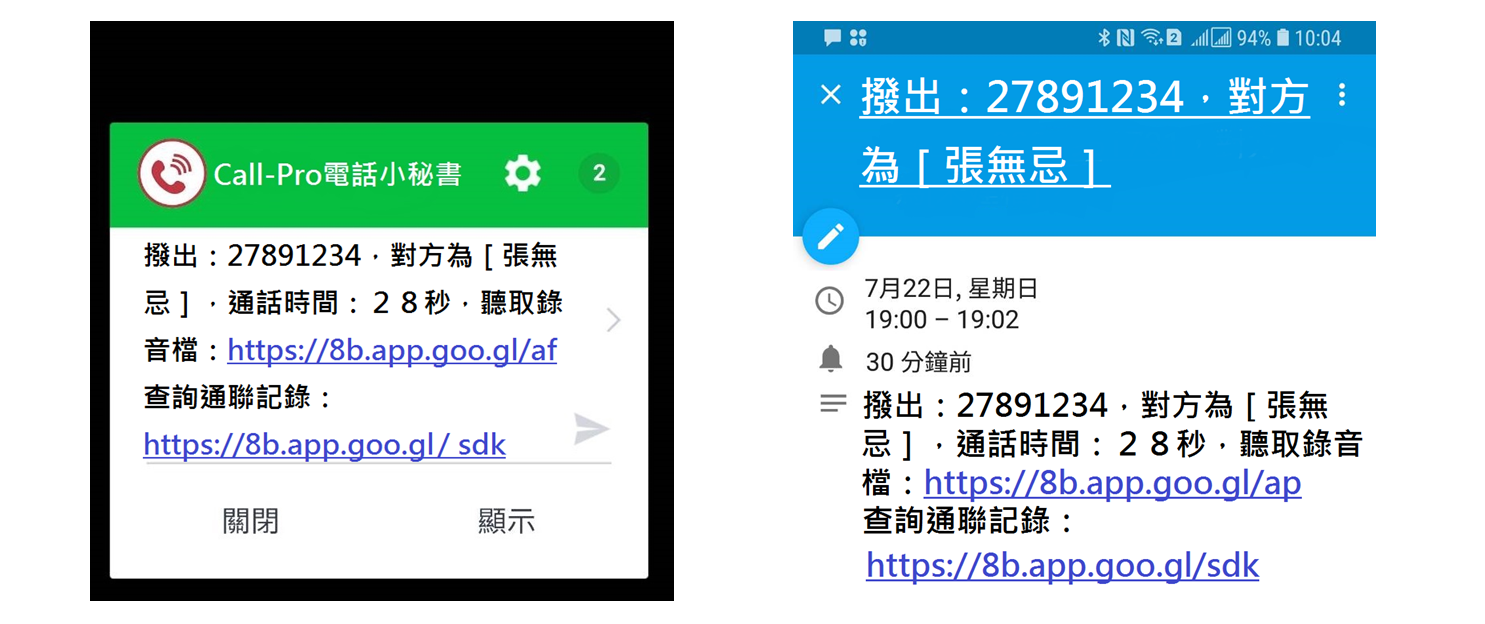 Call-Pro電話小秘書
2
撥出：27891234，對方為［張無
忌］，通話時間：２８秒，聽取錄
音檔：https://8b.app.goo.gl/af
查詢通聯記錄：
https://8b.app.goo.gl/ sdk
關閉
顯示
2
94%
10:04
撥出：27891234，對方
為［張無忌］
7月22日, 星期日
19:00 – 19:02
30 分鐘前
撥出：27891234，對方為［張無
忌］，通話時間：２８秒，聽取錄音
檔：https://8b.app.goo.gl/ap
查詢通聯記錄：
https://8b.app.goo.gl/sdk